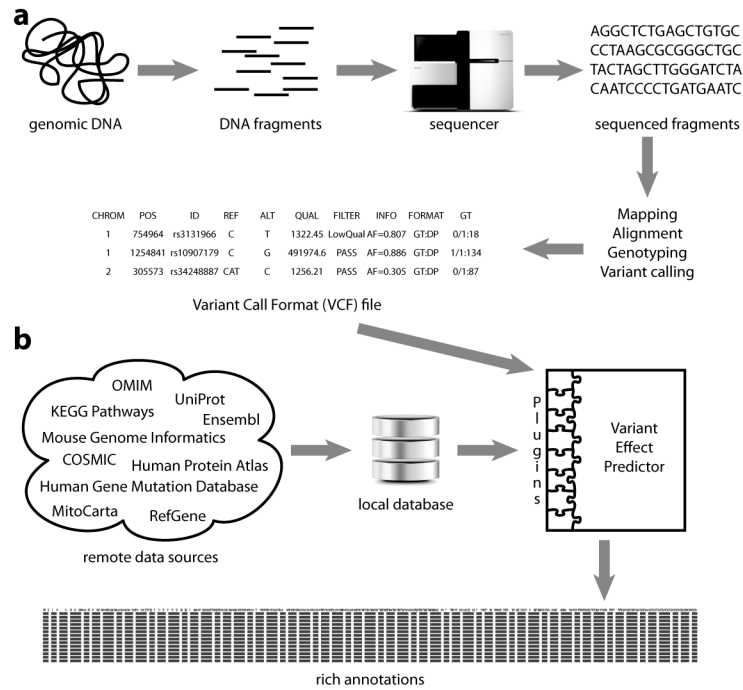 a
AGGCTCTGAGCTGTGC
CCTAAGCGCGGGCTGC
TACTAGCTTGGGATCTA
CAATCCCCTGATGAATC
genomic DNA
DNA fragments
sequencer
sequenced fragments
Mapping
Alignment
Genotyping
Variant calling
CHROM POS ID REF ALT QUAL FILTER INFO FORMAT GT
1 754964 rs3131966 C T 1322.45 LowQual AF=0.807 GT:DP 0/1:18
1 1254841 rs10907179 C G 491974.6 PASS AF=0.886 GT:DP 1/1:134
2 305573 rs34248887 CAT C 1256.21 PASS AF=0.305 GT:DP 0/1:87
Variant Call Format (VCF) file
b
OMIM
UniProt
KEGG Pathways
Ensembl
Mouse Genome Informatics
COSMIC
Human Protein Atlas
Human Gene Mutation Database
MitoCarta
RefGene
remote data sources
local database
Plugins
Variant
Effect
Predictor
rich annotations